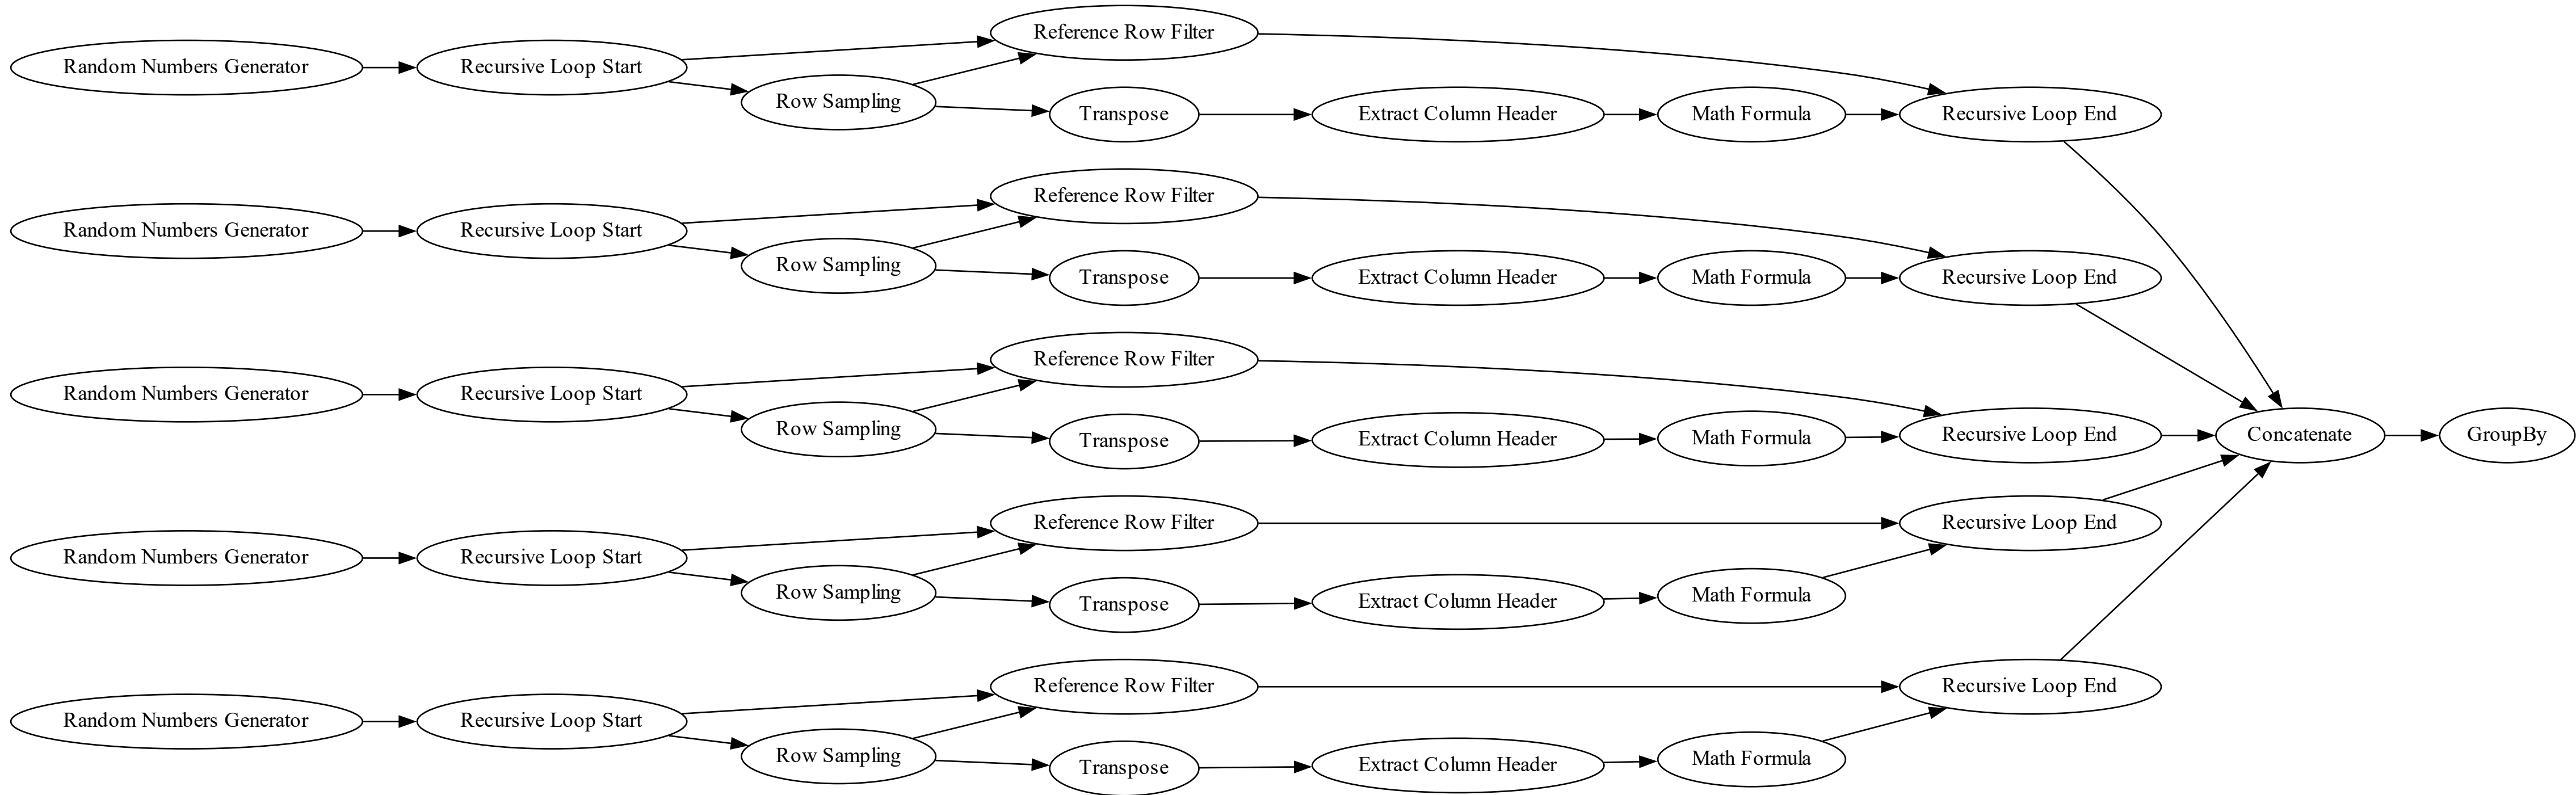 Random Numbers Generator
Recursive Loop Start
Reference Row Filter
Row Sampling
Transpose
Extract Column Header
Math Formula
Recursive Loop End
Random Numbers Generator
Recursive Loop Start
Reference Row Filter
Row Sampling
Transpose
Extract Column Header
Math Formula
Recursive Loop End
Random Numbers Generator
Recursive Loop Start
Reference Row Filter
Row Sampling
Transpose
Extract Column Header
Math Formula
Recursive Loop End
Random Numbers Generator
Recursive Loop Start
Reference Row Filter
Row Sampling
Transpose
Extract Column Header
Math Formula
Recursive Loop End
Random Numbers Generator
Recursive Loop Start
Reference Row Filter
Row Sampling
Transpose
Extract Column Header
Math Formula
Recursive Loop End
Concatenate
GroupBy